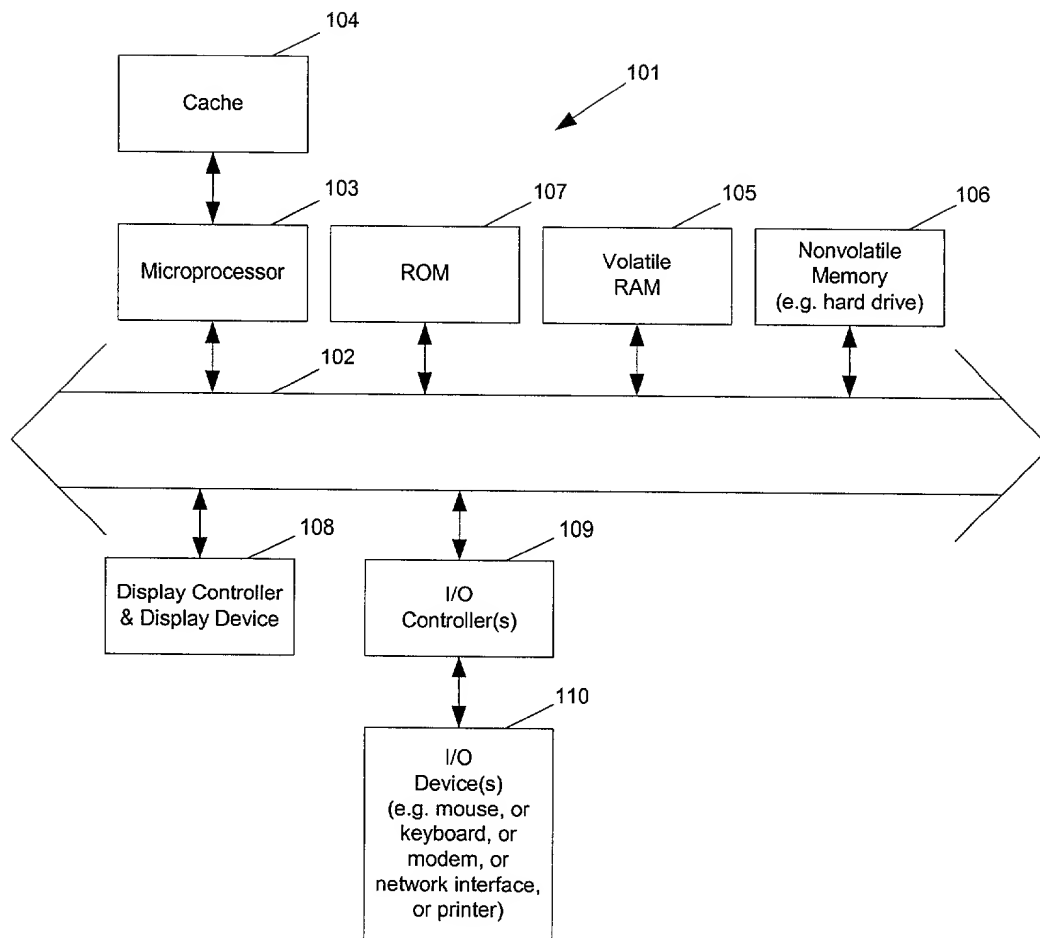 104
Cache
101
103
Microprocessor
107
ROM
105
Volatile
RAM
106
Nonvolatile
Memory
(e.g. hard drive)
102
108
Display Controller
& Display Device
109
I/O
Controller(s)
110
I/O
Device(s)
(e.g. mouse, or
keyboard, or
modem, or
network interface,
or printer)